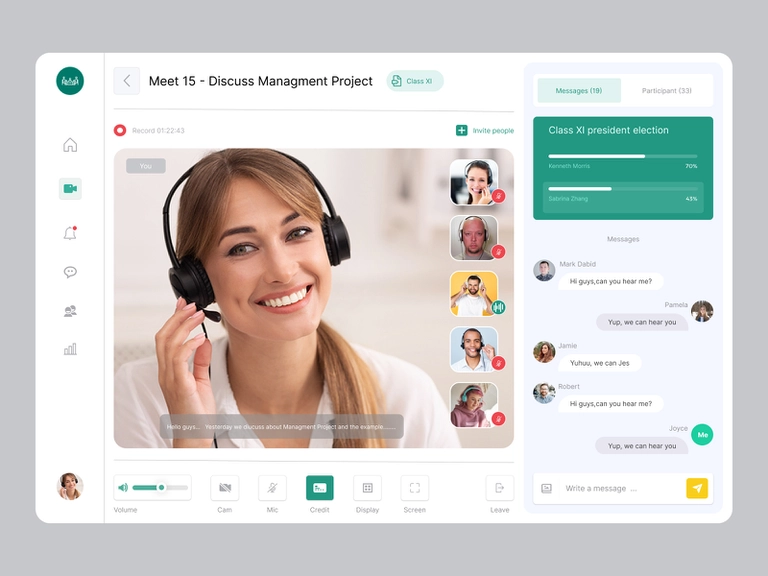 Meet 15 - Discuss Managment Project
Class XI
Record 01:22:43
Invite people
You
Hello guys... Yesterday we discuss about Managment Project and the example........
Volume
Cam
Mic
Credit
Display
Screen
Leave
Messages (19)
Participant (33)
Class XI president election
Kenneth Morris
70%
Sabrina Zhang
45%
Messages
Mark Dabid
Hi guys,can you hear me?
Pamela
Yup, we can hear you
Jamie
Yuhuu, we can Jes
Robert
Hi guys,can you hear me?
Joyce
Me
Yup, we can hear you
Write a message ...